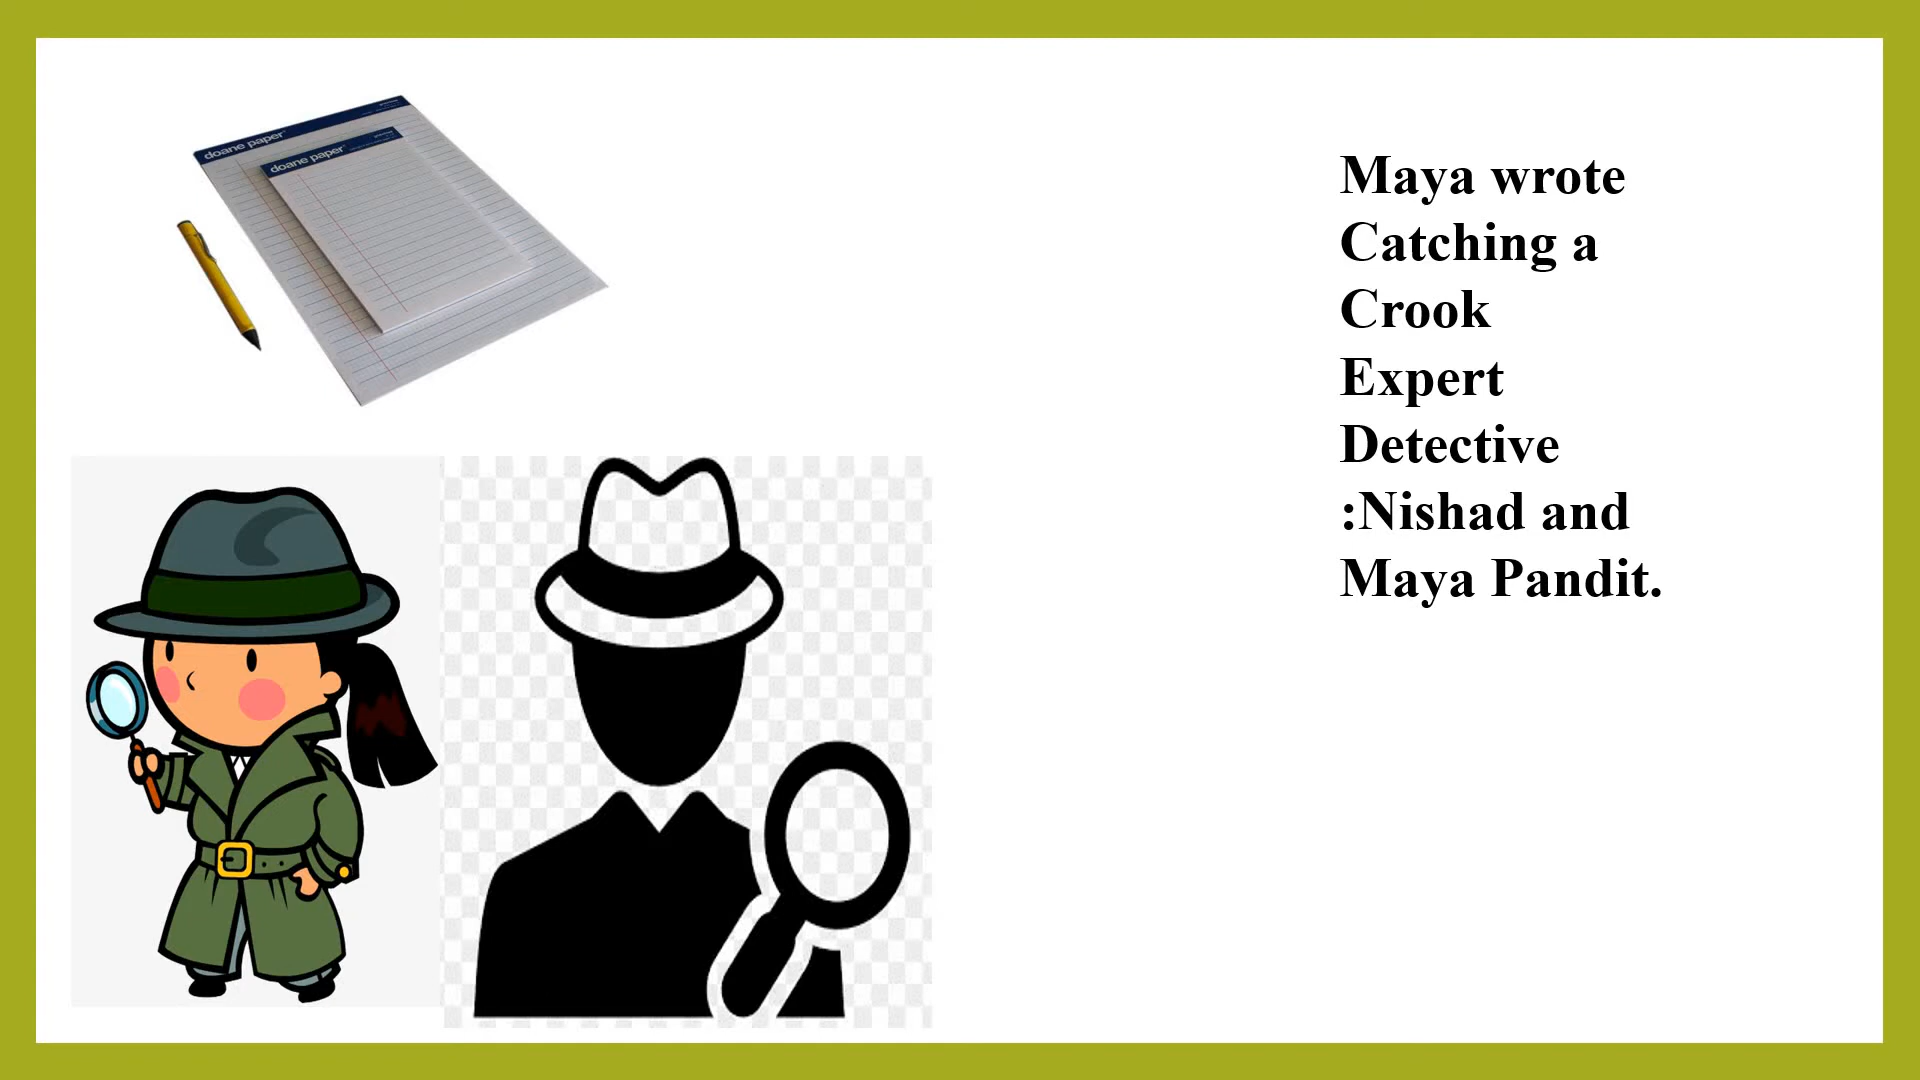 doane paper
doane paper
Maya wrote
Catching a
Crook
Expert
Detective
:Nishad and
Maya Pandit.